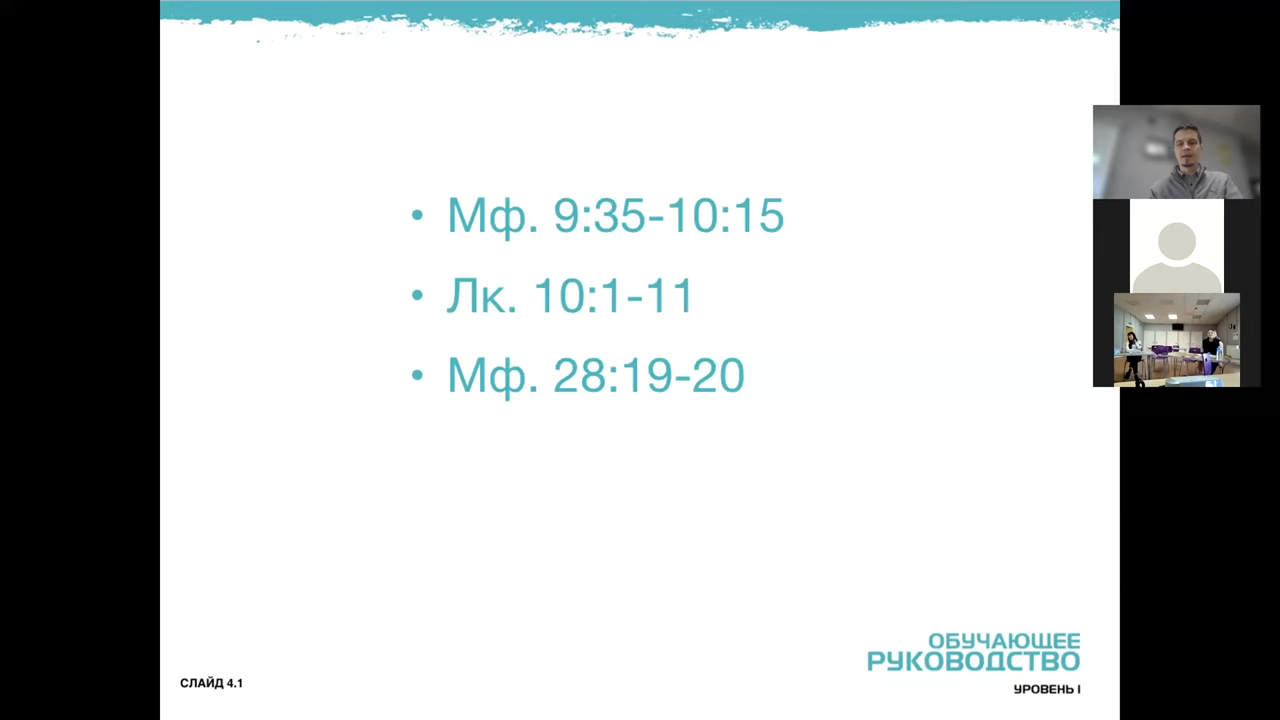 • Мф. 9:35-10:15
• Лк. 10:1-11
• Мф. 28:19-20
ОБУЧАЮЩЕЕ
РУКОВОДСТВО
УРОВЕНЬ I
СЛАЙД 4.1